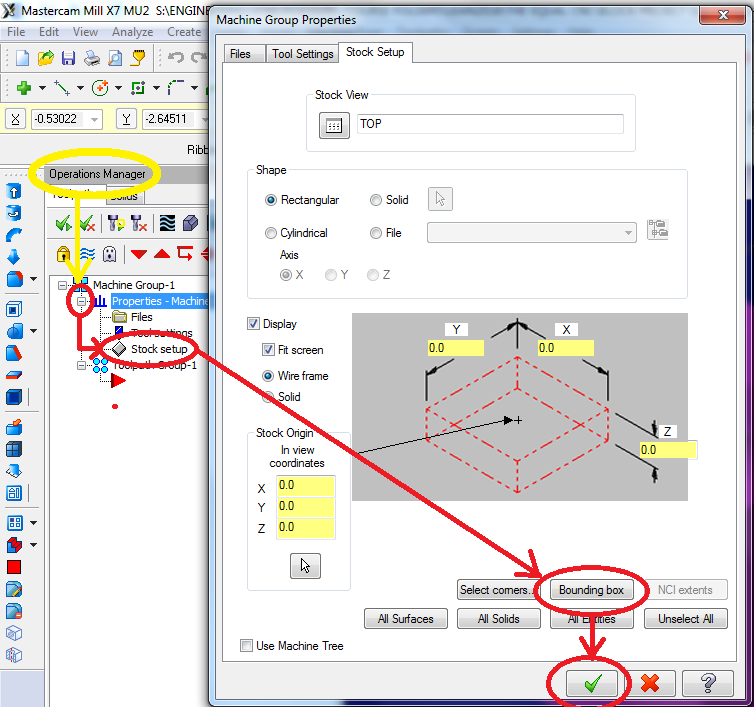 Mastercam Mill X7 MU2 S:\ENGINE
File Edit View Analyze Create
X -0.53022 Y -2.64511
Ribb
Operations Manager
Solids
Machine Group-1
Properties - Machine
Files
Tool settings
Stock setup
Toolpath Group-1
Machine Group Properties
Files Tool Settings Stock Setup
Stock View
TOP
Shape
Rectangular Solid
Cylindrical File
Axis
X Y Z
Display
Fit screen
Wire frame
Solid
Y X
0.0 0.0
Z
0.0
Stock Origin
In view
coordinates
X 0.0
Y 0.0
Z 0.0
Select corners... Bounding box NCI extents
All Surfaces All Solids All Entities Unselect All
Use Machine Tree
?